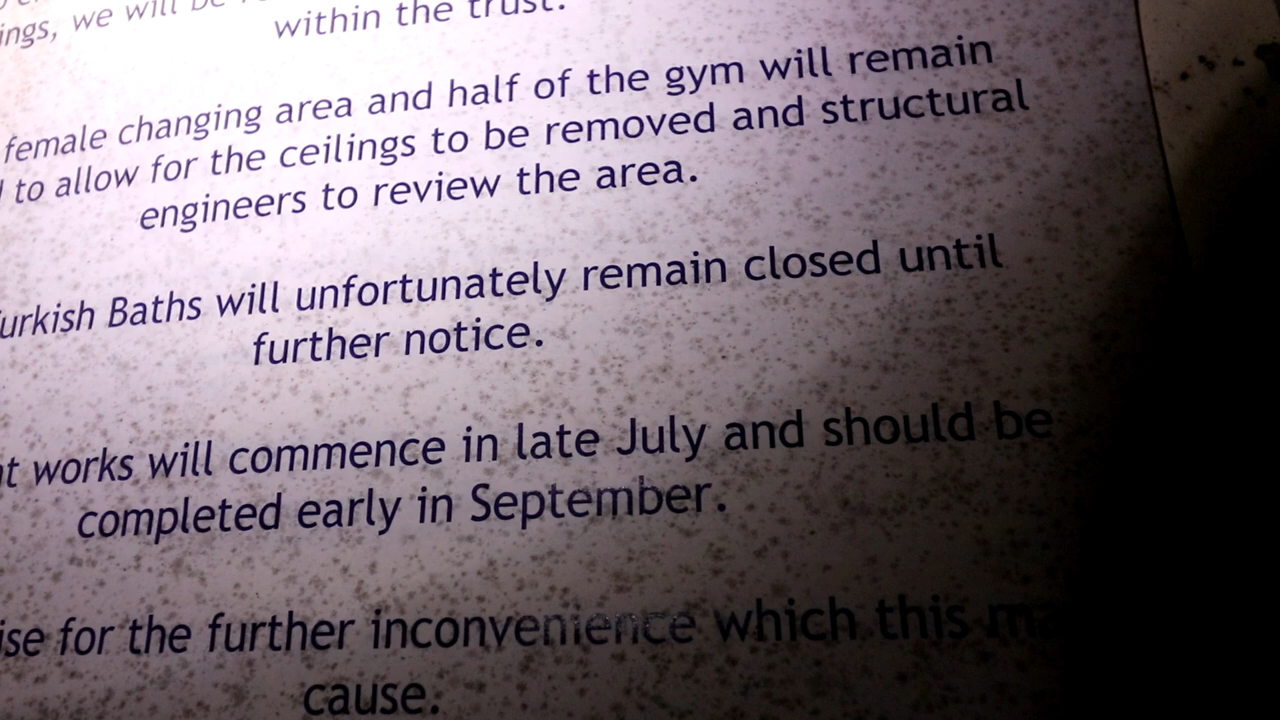 ings, we will be
within the trust.
female changing area and half of the gym will remain
to allow for the ceilings to be removed and structural
engineers to review the area.
urkish Baths will unfortunately remain closed until
further notice.
t works will commence in late July and should be
completed early in September.
ise for the further inconvenience which this ma
cause.